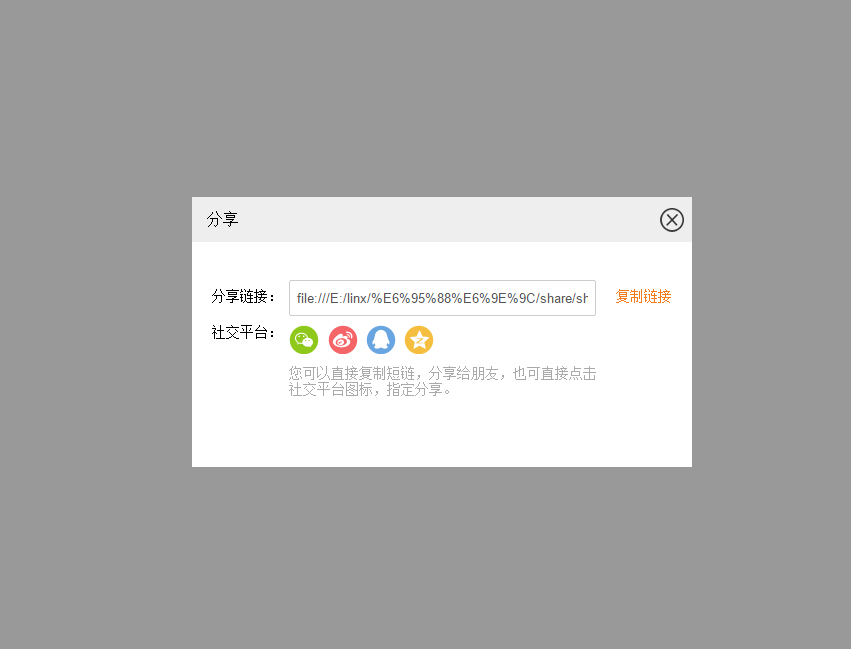 分享
分享链接：
file:///E:/linx/%E6%95%88%E6%9E%9C/share/sh
复制链接
社交平台：
您可以直接复制短链，分享给朋友，也可直接点击
社交平台图标，指定分享。